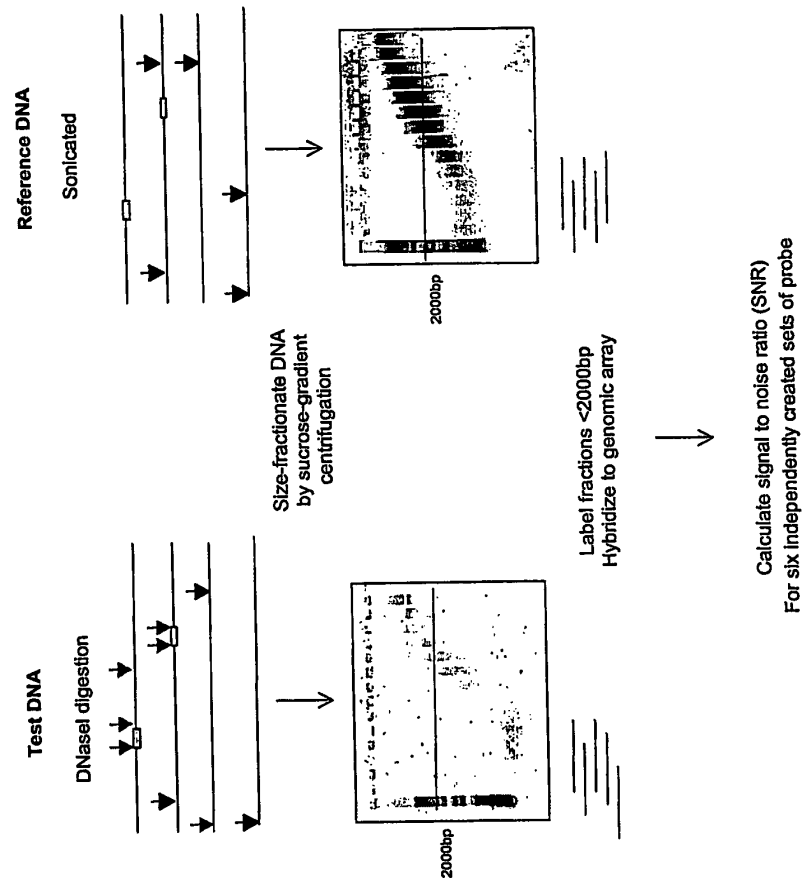 Test DNA
Reference DNA
DNaseI digestion
Sonicated
Size-fractionate DNA
by sucrose-gradient
centrifugation
2000bp
2000bp
Label fractions <2000bp
Hybridize to genomic array
Calculate signal to noise ratio (SNR)
For six independently created sets of probe